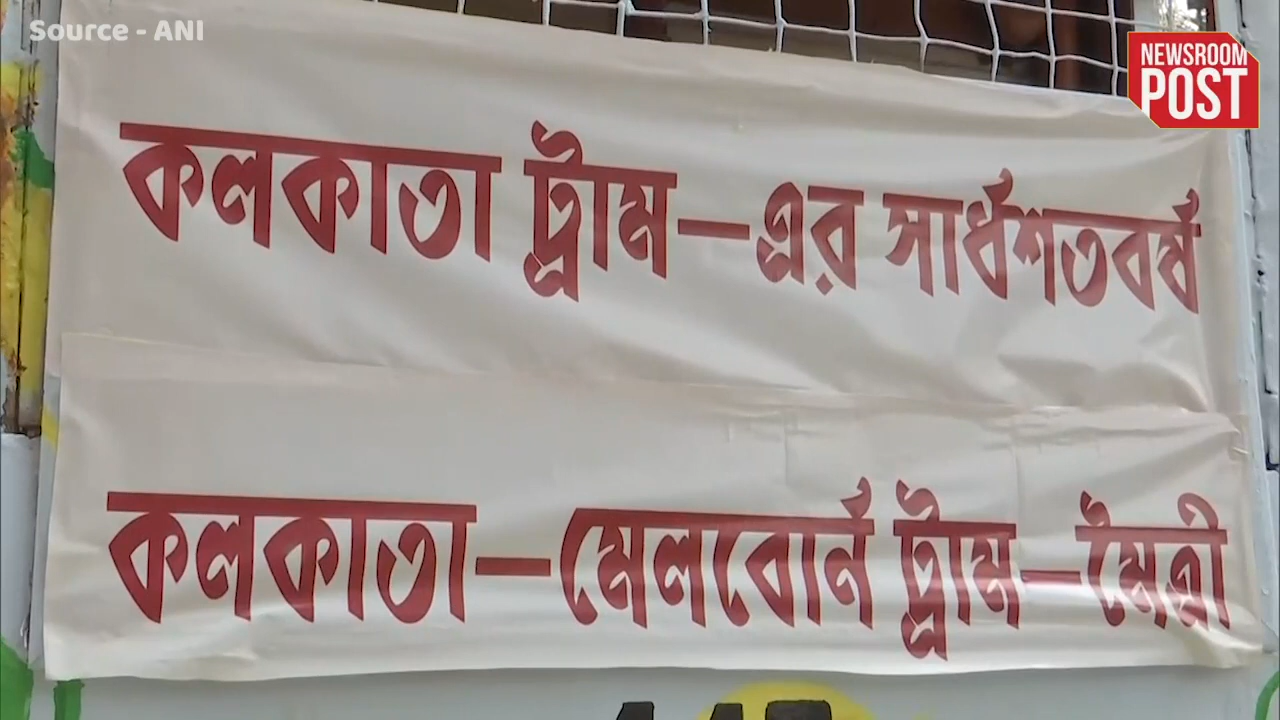 Source - ANI
NEWSROOM
POST
কলকাতা ট্রাম—এর সার্ধশতবর্ষ
কলকাতা—মেলবোর্ন ট্রাম—মৈত্রী